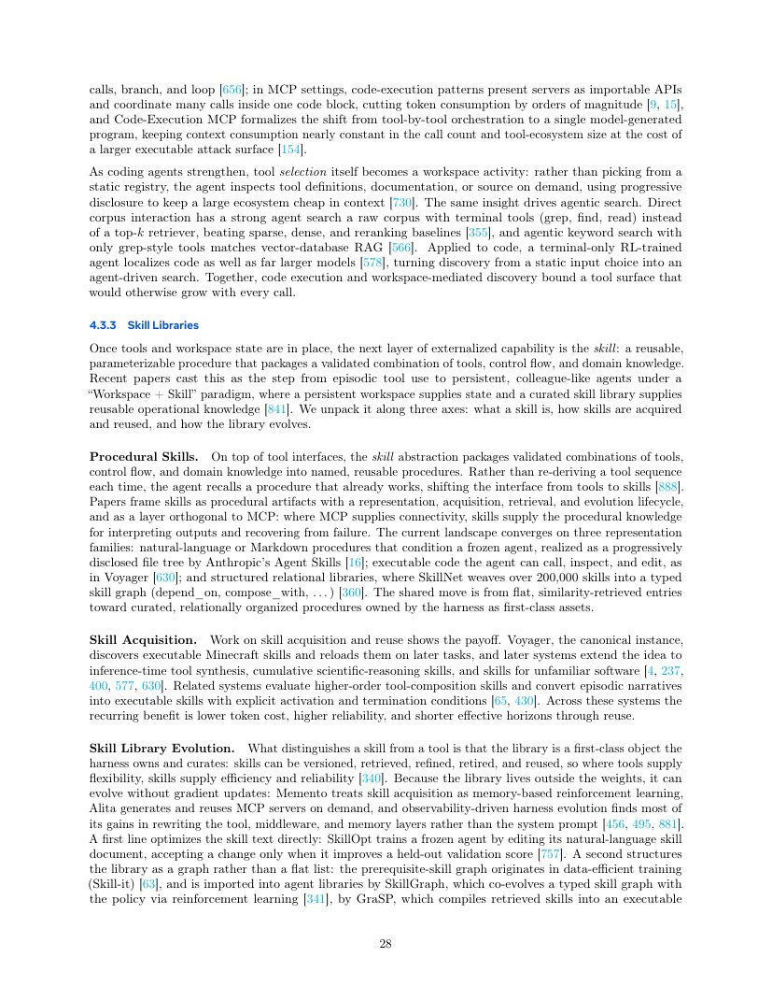 calls, branch, and loop [656]; in MCP settings, code-execution patterns present servers as importable APIs
and coordinate many calls inside one code block, cutting token consumption by orders of magnitude [9, 15],
and Code-Execution MCP formalizes the shift from tool-by-tool orchestration to a single model-generated
program, keeping context consumption nearly constant in the call count and tool-ecosystem size at the cost of
a larger executable attack surface [154].
As coding agents strengthen, tool selection itself becomes a workspace activity: rather than picking from a
static registry, the agent inspects tool definitions, documentation, or source on demand, using progressive
disclosure to keep a large ecosystem cheap in context [730]. The same insight drives agentic search. Direct
corpus interaction has a strong agent search a raw corpus with terminal tools (grep, find, read) instead
of a top-k retriever, beating sparse, dense, and reranking baselines [355], and agentic keyword search with
only grep-style tools matches vector-database RAG [566]. Applied to code, a terminal-only RL-trained
agent localizes code as well as far larger models [578], turning discovery from a static input choice into an
agent-driven search. Together, code execution and workspace-mediated discovery bound a tool surface that
would otherwise grow with every call.
4.3.3 Skill Libraries
Once tools and workspace state are in place, the next layer of externalized capability is the skill: a reusable,
parameterizable procedure that packages a validated combination of tools, control flow, and domain knowledge.
Recent papers cast this as the step from episodic tool use to persistent, colleague-like agents under a
“Workspace + Skill” paradigm, where a persistent workspace supplies state and a curated skill library supplies
reusable operational knowledge [841]. We unpack it along three axes: what a skill is, how skills are acquired
and reused, and how the library evolves.
Procedural Skills. On top of tool interfaces, the skill abstraction packages validated combinations of tools,
control flow, and domain knowledge into named, reusable procedures. Rather than re-deriving a tool sequence
each time, the agent recalls a procedure that already works, shifting the interface from tools to skills [888].
Papers frame skills as procedural artifacts with a representation, acquisition, retrieval, and evolution lifecycle,
and as a layer orthogonal to MCP: where MCP supplies connectivity, skills supply the procedural knowledge
for interpreting outputs and recovering from failure. The current landscape converges on three representation
families: natural-language or Markdown procedures that condition a frozen agent, realized as a progressively
disclosed file tree by Anthropic's Agent Skills [16]; executable code the agent can call, inspect, and edit, as
in Voyager [630]; and structured relational libraries, where SkillNet weaves over 200,000 skills into a typed
skill graph (depend_on, compose_with, ...) [360]. The shared move is from flat, similarity-retrieved entries
toward curated, relationally organized procedures owned by the harness as first-class assets.
Skill Acquisition. Work on skill acquisition and reuse shows the payoff. Voyager, the canonical instance,
discovers executable Minecraft skills and reloads them on later tasks, and later systems extend the idea to
inference-time tool synthesis, cumulative scientific-reasoning skills, and skills for unfamiliar software [4, 237,
400, 577, 630]. Related systems evaluate higher-order tool-composition skills and convert episodic narratives
into executable skills with explicit activation and termination conditions [65, 430]. Across these systems the
recurring benefit is lower token cost, higher reliability, and shorter effective horizons through reuse.
Skill Library Evolution. What distinguishes a skill from a tool is that the library is a first-class object the
harness owns and curates: skills can be versioned, retrieved, refined, retired, and reused, so where tools supply
flexibility, skills supply efficiency and reliability [340]. Because the library lives outside the weights, it can
evolve without gradient updates: Memento treats skill acquisition as memory-based reinforcement learning,
Alita generates and reuses MCP servers on demand, and observability-driven harness evolution finds most of
its gains in rewriting the tool, middleware, and memory layers rather than the system prompt [456, 495, 881].
A first line optimizes the skill text directly: SkillOpt trains a frozen agent by editing its natural-language skill
document, accepting a change only when it improves a held-out validation score [757]. A second structures
the library as a graph rather than a flat list: the prerequisite-skill graph originates in data-efficient training
(Skill-it) [63], and is imported into agent libraries by SkillGraph, which co-evolves a typed skill graph with
the policy via reinforcement learning [341], by GraSP, which compiles retrieved skills into an executable
28